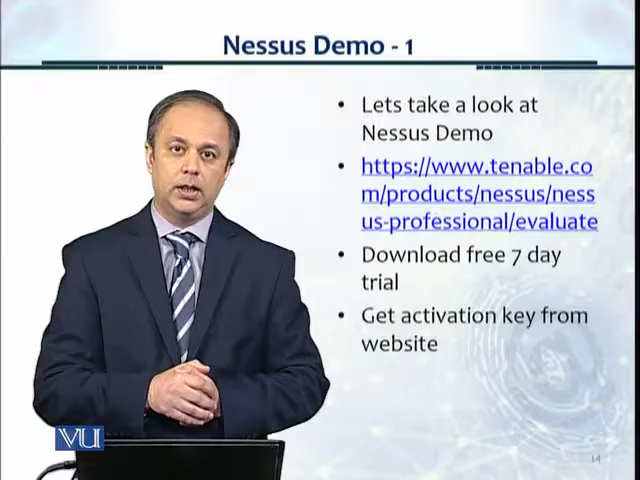 Nessus Demo - 1
• Lets take a look at
Nessus Demo
• https://www.tenable.co
m/products/nessus/ness
us-professional/evaluate
• Download free 7 day
trial
• Get activation key from
website
VU
14